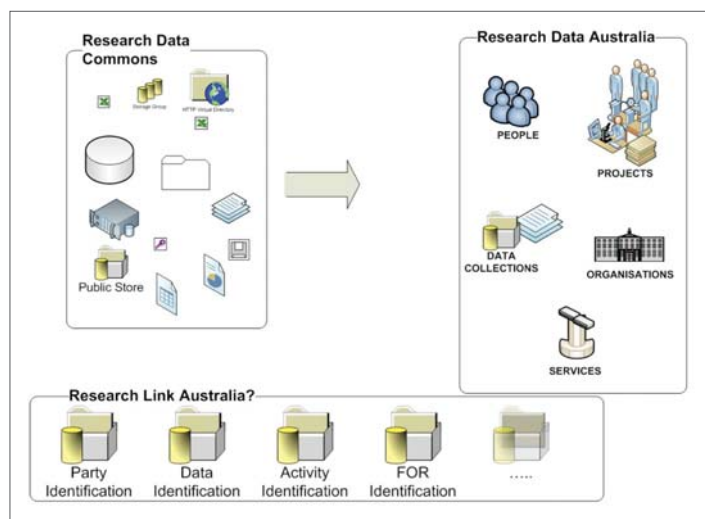 Research Data
Commons
Storage Group
HTTP Virtual Directory
Public Store
Research Data Australia
PEOPLE
PROJECTS
DATA
COLLECTIONS
ORGANISATIONS
SERVICES
Research Link Australia?
Party
Identification
Data
Identification
Activity
Identification
FOR
Identification
.....